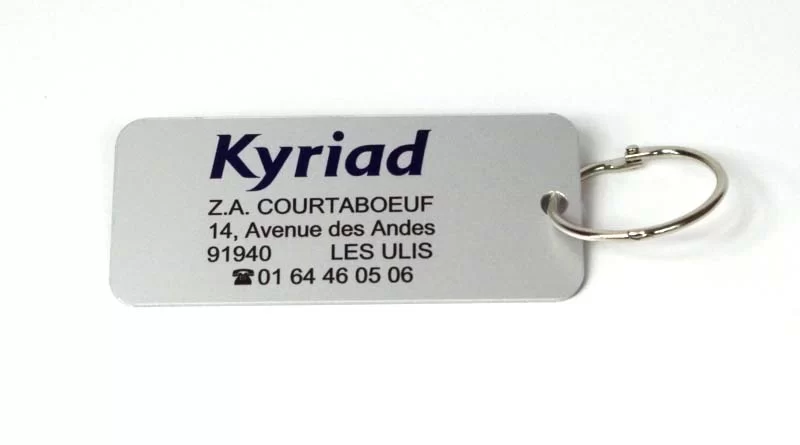 Kyriad
Z.A. COURTABOEUF
14, Avenue des Andes
91940 LES ULIS
☎01 64 46 05 06